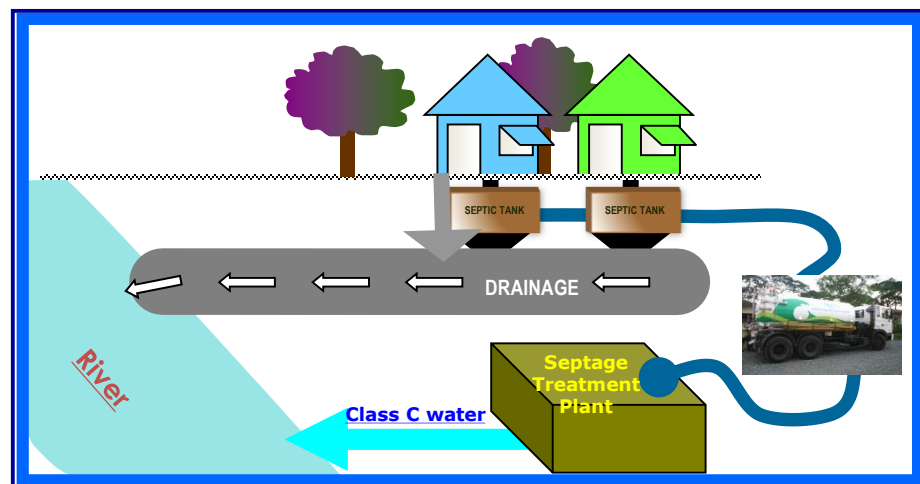 SEPTIC TANK
SEPTIC TANK
DRAINAGE
River
Septage
Treatment
Plant
Class C water